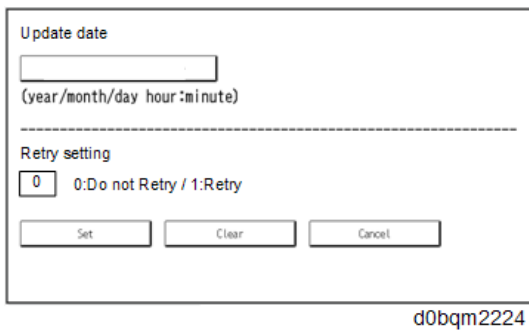 Update date
(year/month/day hour:minute)
Retry setting
0 0:Do not Retry / 1:Retry
Set Clear Cancel
d0bqm2224